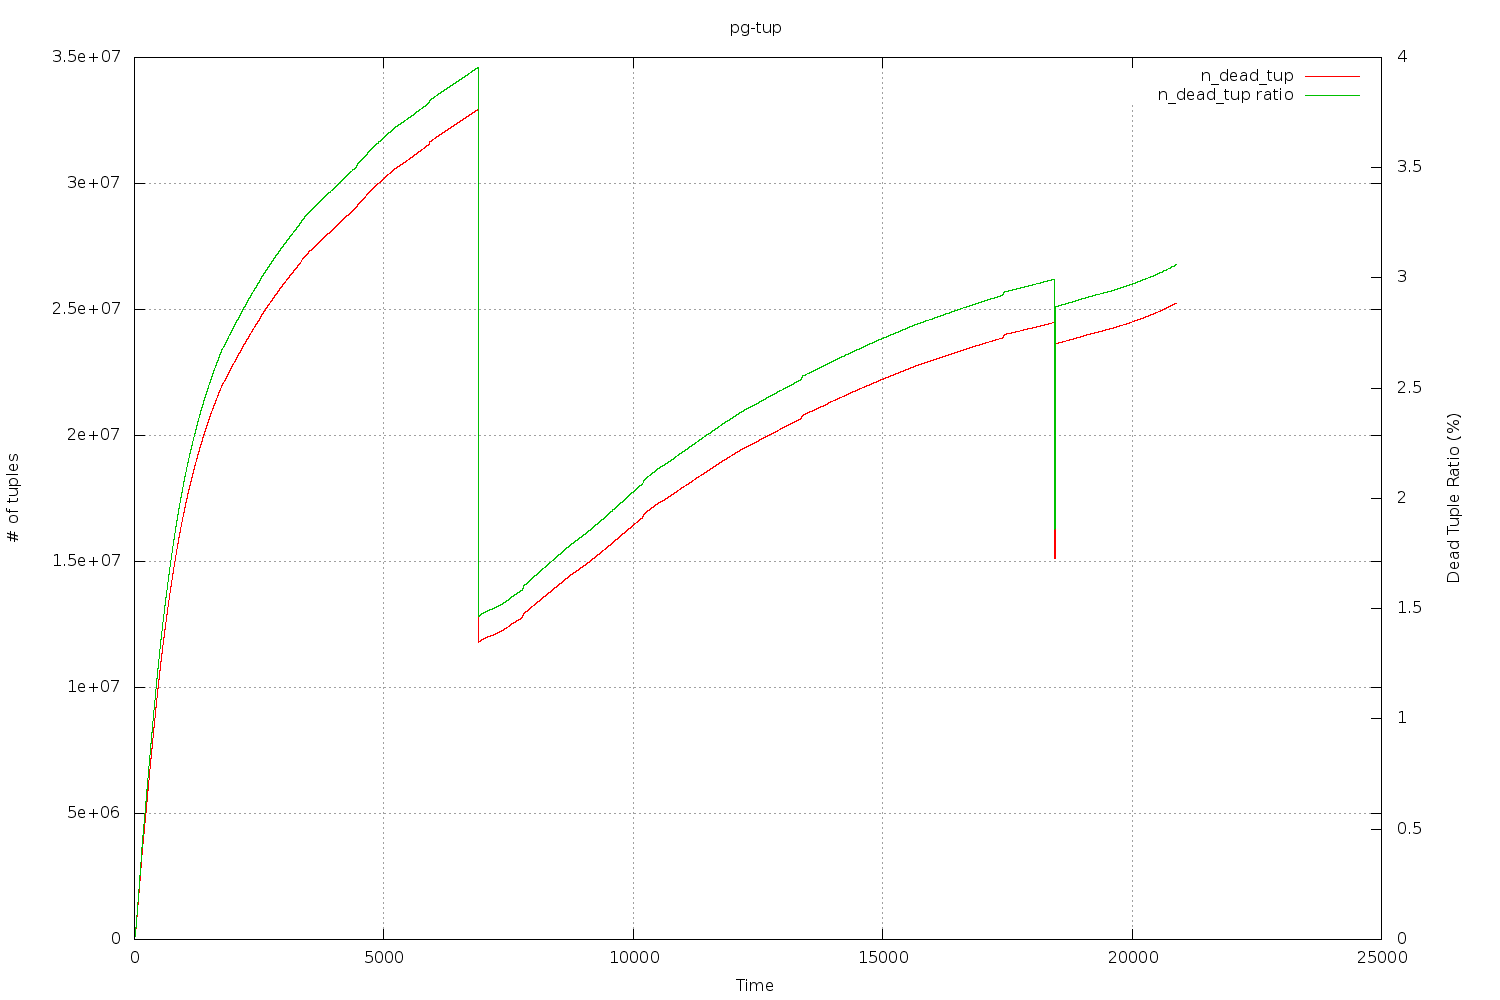 pg-tup
n_dead_tup
n_dead_tup ratio
3.5e+07
3e+07
2.5e+07
2e+07
1.5e+07
1e+07
5e+06
0
# of tuples
4
3.5
3
2.5
2
1.5
1
0.5
0
Dead Tuple Ratio (%)
0
5000
10000
15000
20000
25000
Time